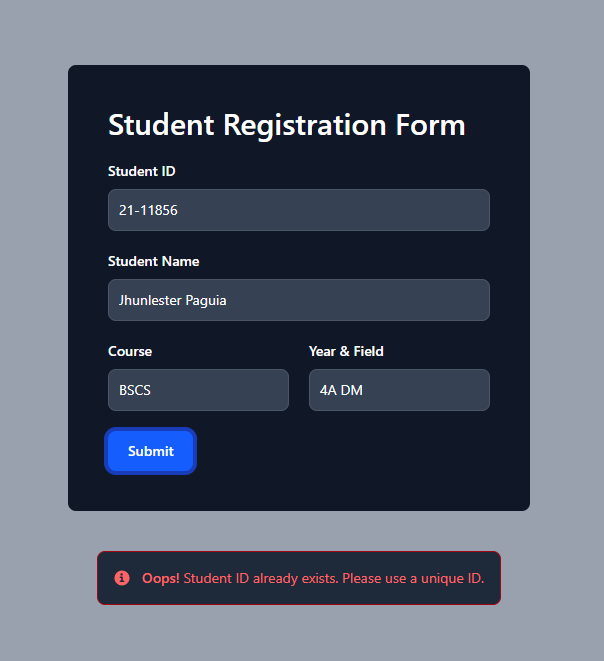 Student Registration Form
Student ID
21-11856
Student Name
Jhunlester Paguia
Course
Year & Field
BSCS
4A DM
Submit
Oops! Student ID already exists. Please use a unique ID.